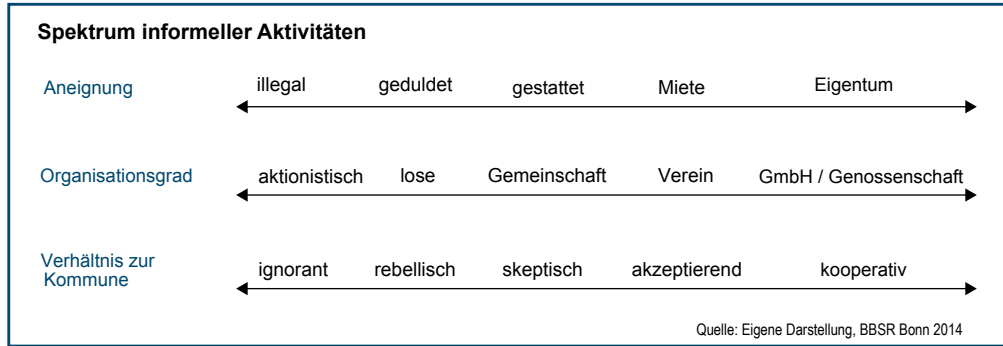 Spektrum informeller Aktivitäten
Aneignung illegal geduldet gestattet Miete Eigentum
Organisationsgrad aktionistisch lose Gemeinschaft Verein GmbH / Genossenschaft
Verhältnis zur
Kommune ignorant rebellisch skeptisch akzeptierend kooperativ
Quelle: Eigene Darstellung, BBSR Bonn 2014